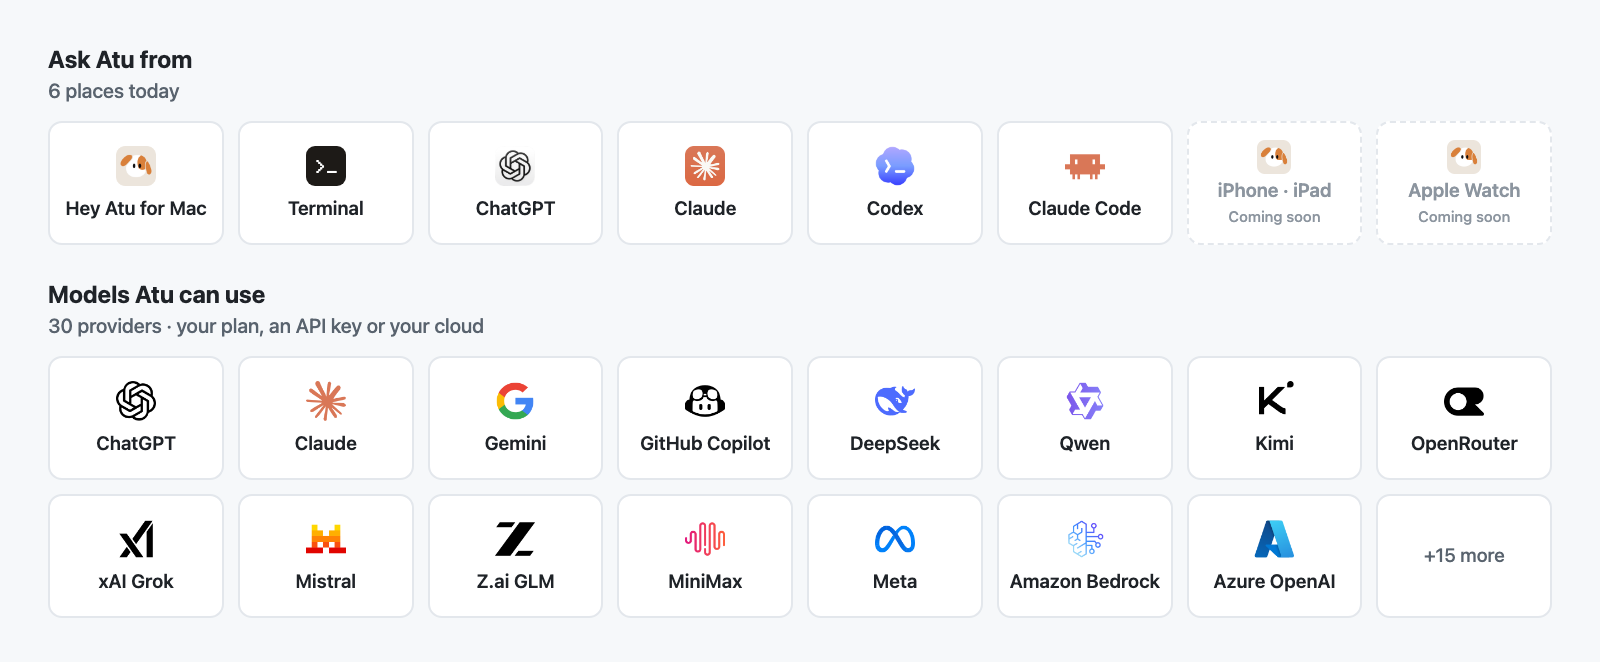 Ask Atu from
6 places today
Hey Atu for Mac
Terminal
ChatGPT
Claude
Codex
Claude Code
iPhone · iPad
Coming soon
Apple Watch
Coming soon
Models Atu can use
30 providers · your plan, an API key or your cloud
ChatGPT
Claude
Gemini
GitHub Copilot
DeepSeek
Qwen
Kimi
OpenRouter
xAI Grok
Mistral
Z.ai GLM
MiniMax
Meta
Amazon Bedrock
Azure OpenAI
+15 more